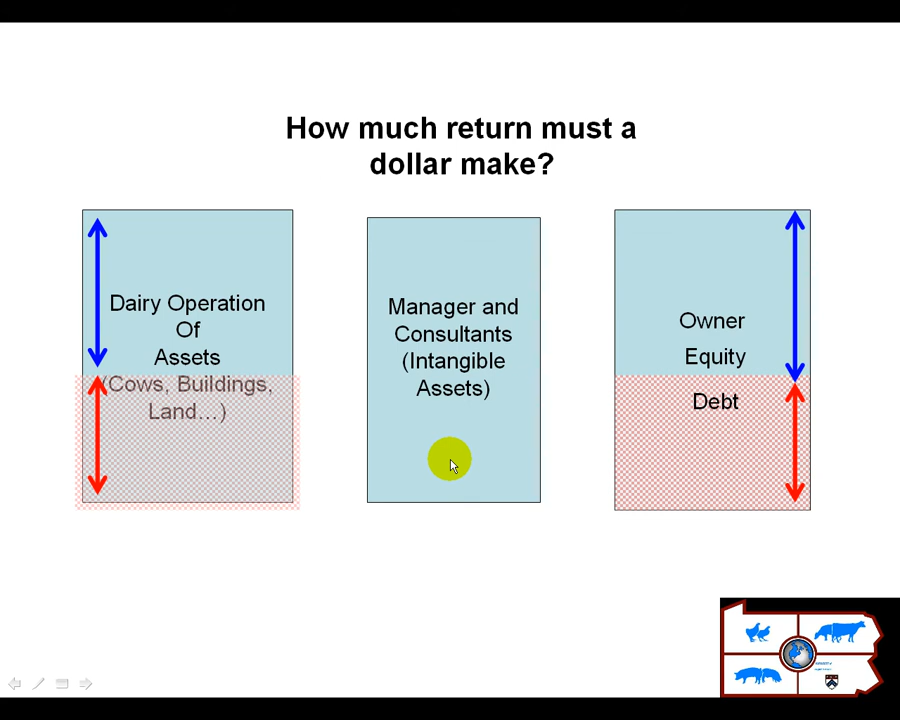 How much return must a
dollar make?
Dairy Operation
Of
Assets
(Cows, Buildings,
Land…)
Manager and
Consultants
(Intangible
Assets)
Owner
Equity
Debt